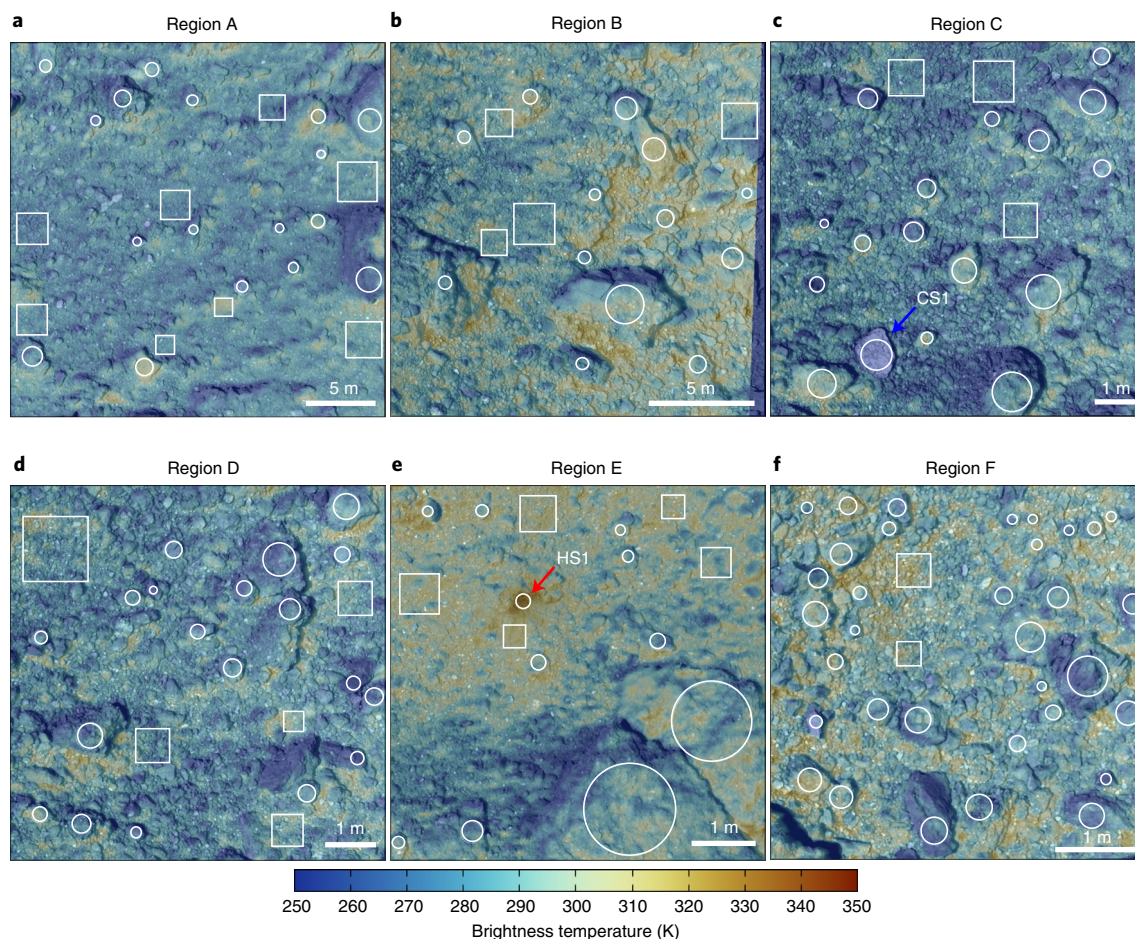 a Region A
b Region B
c Region C
CS1
5 m
5 m
1 m
d Region D
e Region E
f Region F
HS1
1 m
1 m
1 m
250 260 270 280 290 300 310 320 330 340 350
Brightness temperature (K)